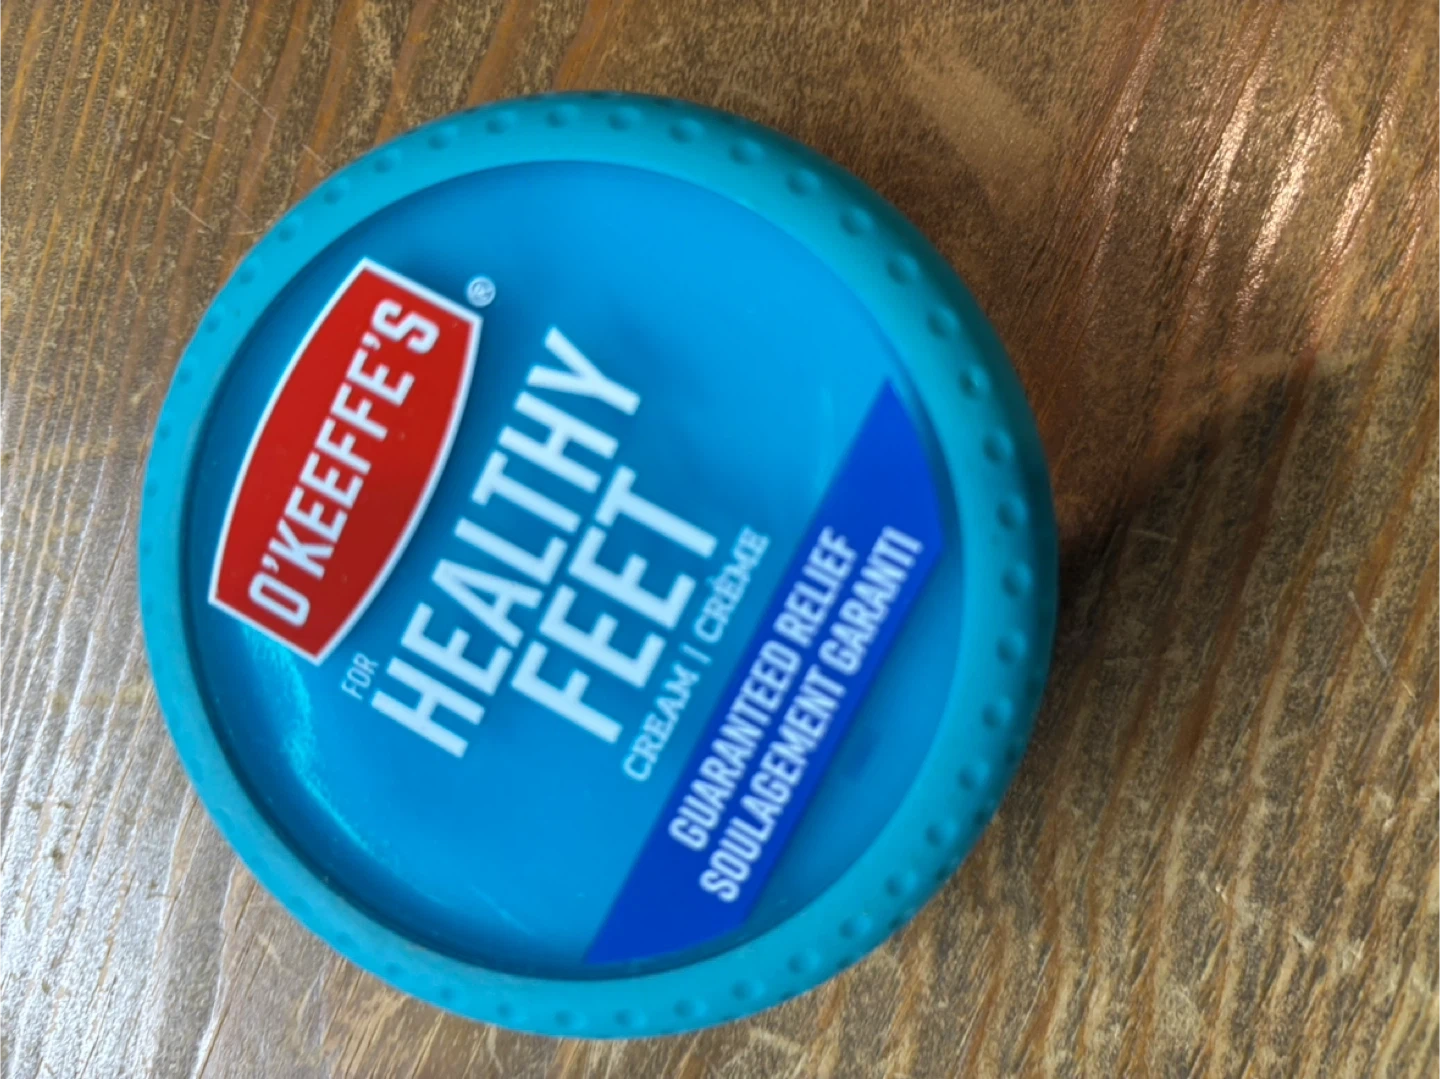 O'KEEFFE'S®
FOR
HEALTHY
FEET
CREAM | CRÈME
GUARANTEED RELIEF
SOULAGEMENT GARANTI